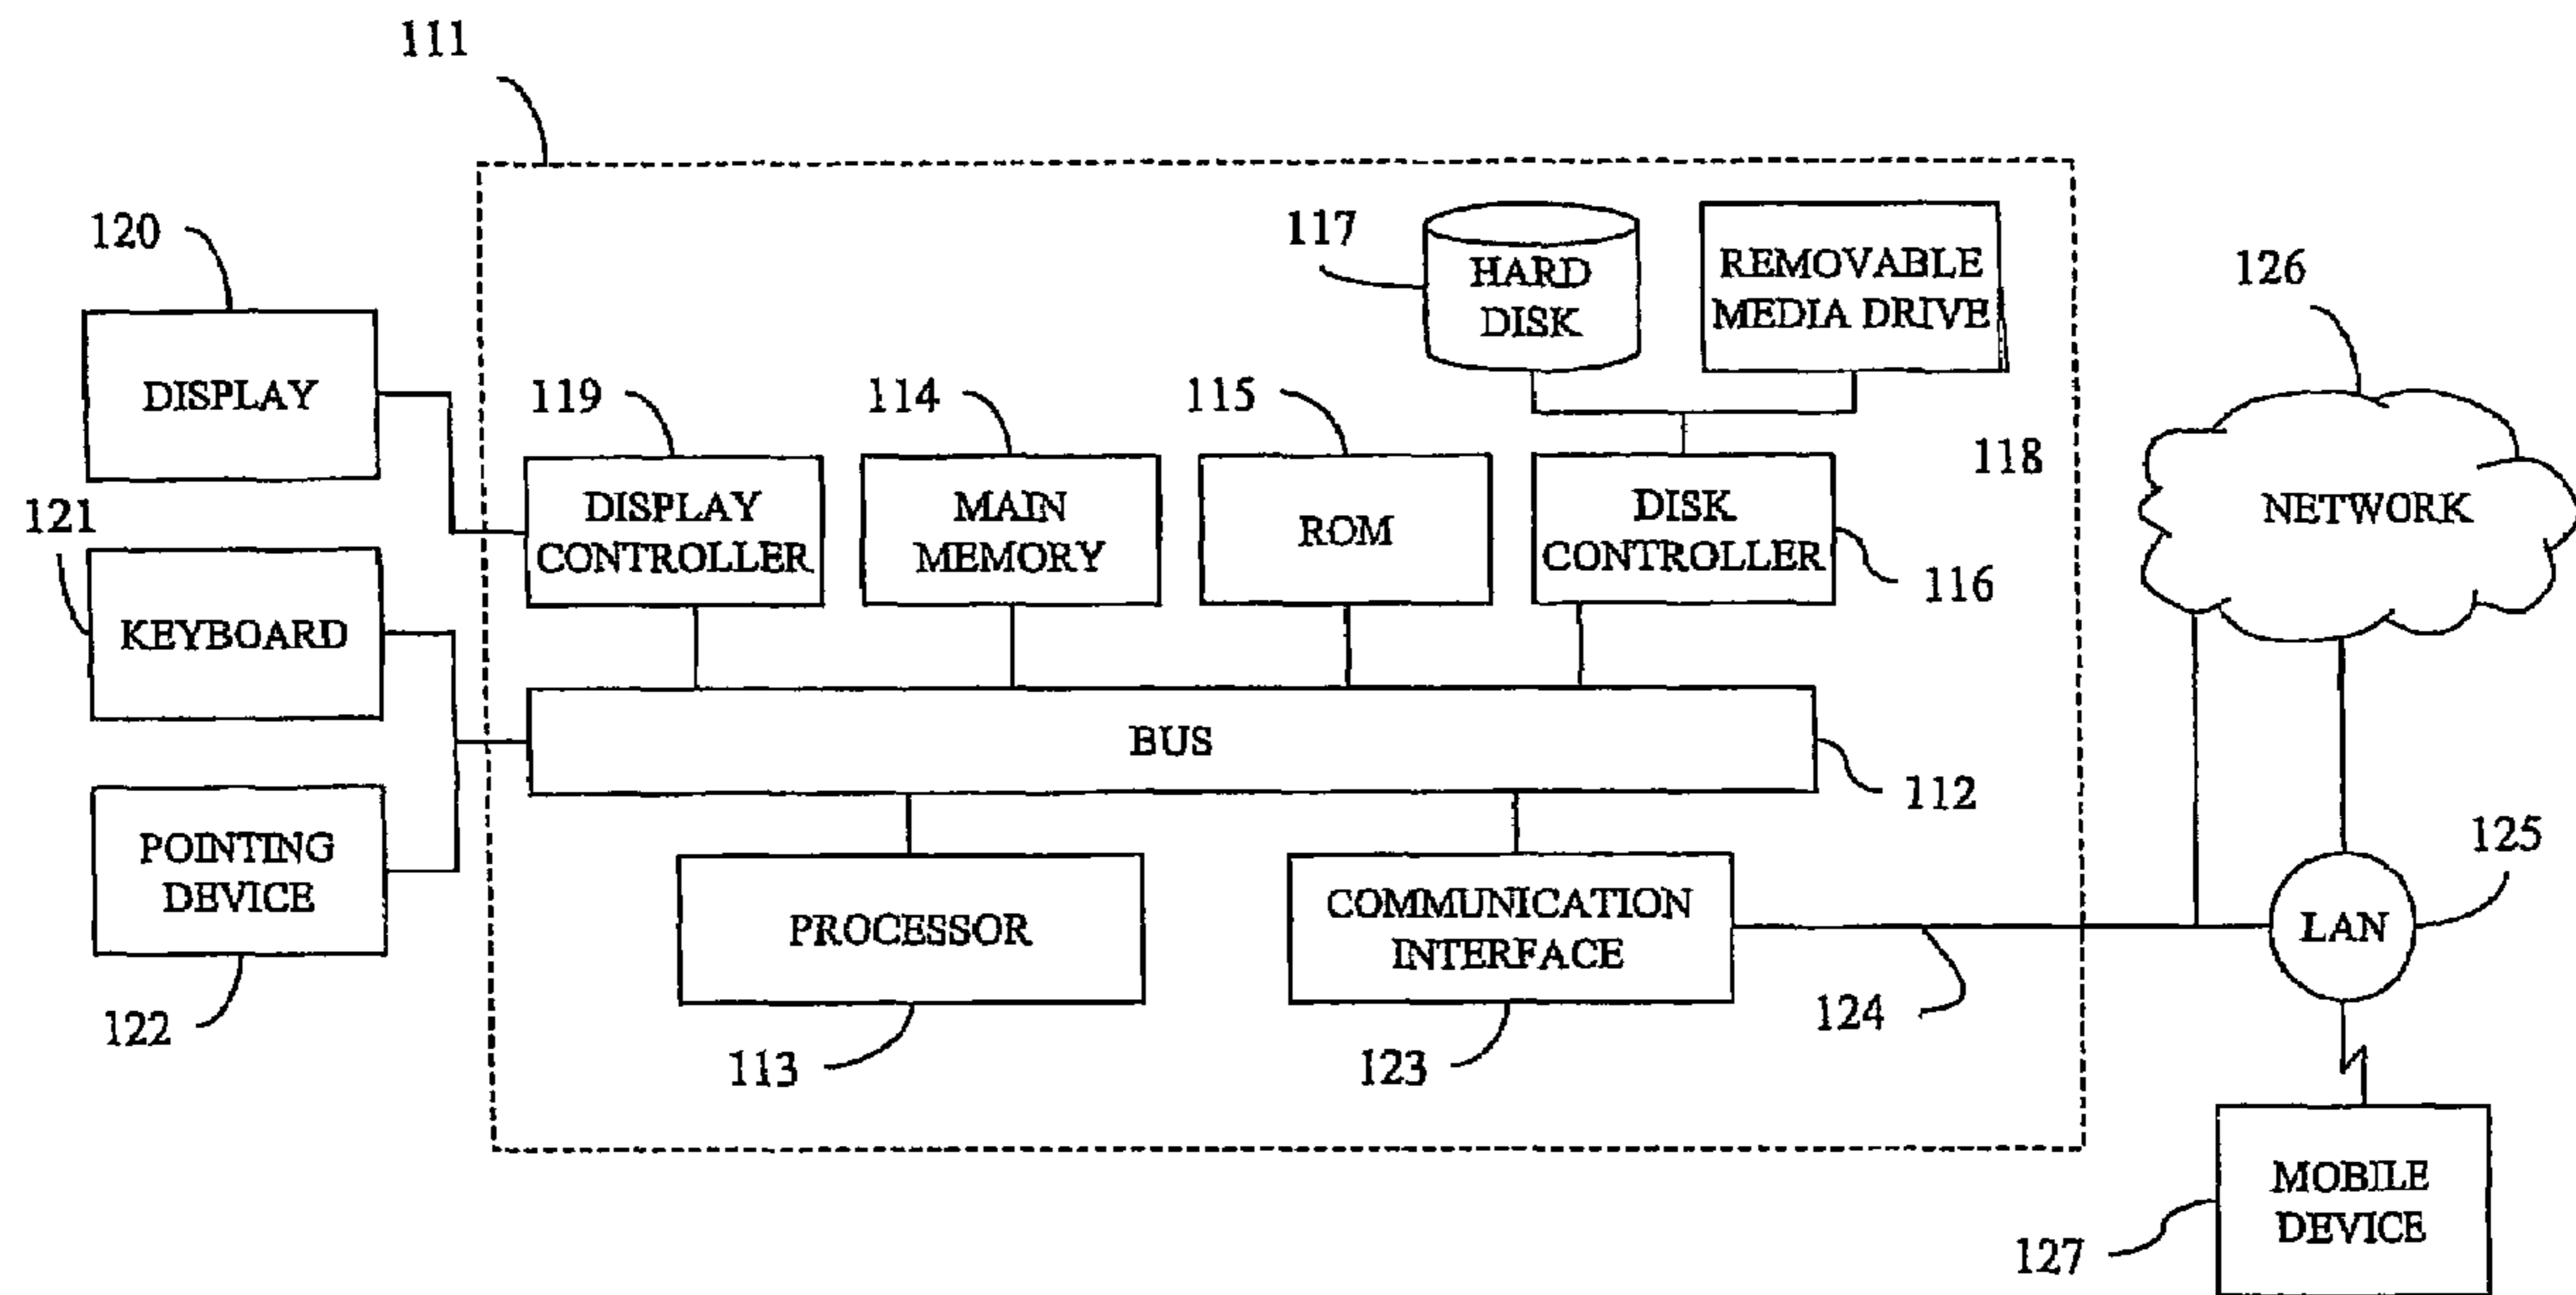 111
120
117
HARD
DISK
REMOVABLE
MEDIA DRIVE
126
DISPLAY
119
114
115
118
NETWORK
121
DISPLAY
CONTROLLER
MAIN
MEMORY
ROM
DISK
CONTROLLER
116
KEYBOARD
BUS
112
POINTING
DEVICE
122
PROCESSOR
113
COMMUNICATION
INTERFACE
123
124
LAN
125
MOBILE
DEVICE
127